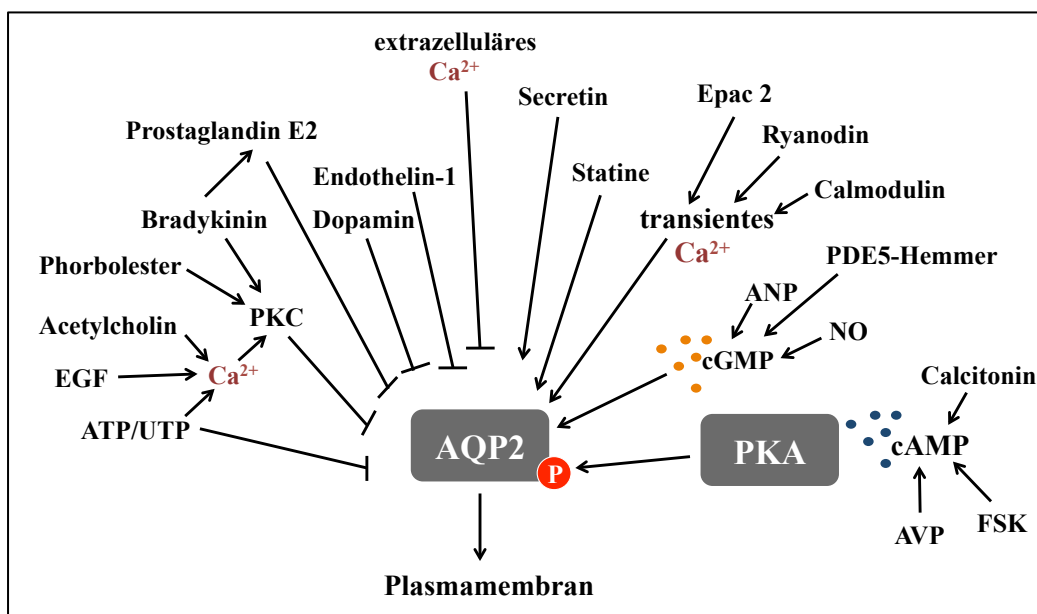 extrazelluläres
Ca²⁺
Secretin
Epac 2
Prostaglandin E2
Ryanodin
Endothelin-1
Statine
Calmodulin
Bradykinin
Dopamin
transientes
Ca²⁺
Phorbolester
PDE5-Hemmer
ANP
Acetylcholin
PKC
NO
cGMP
EGF
Ca²⁺
Calcitonin
ATP/UTP
AQP2
P
PKA
cAMP
AVP
FSK
Plasmamembran